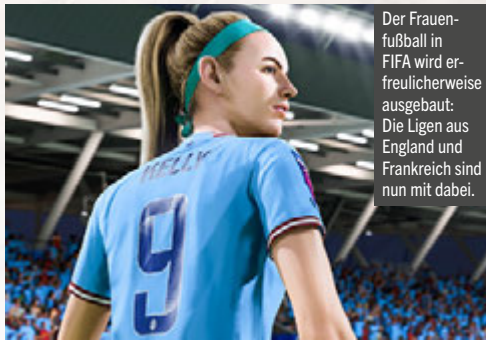 Der Frauen-
fußball in
FIFA wird er-
freulicherweise
ausgebaut:
Die Ligen aus
England und
Frankreich sind
nun mit dabei.
KELLY
9